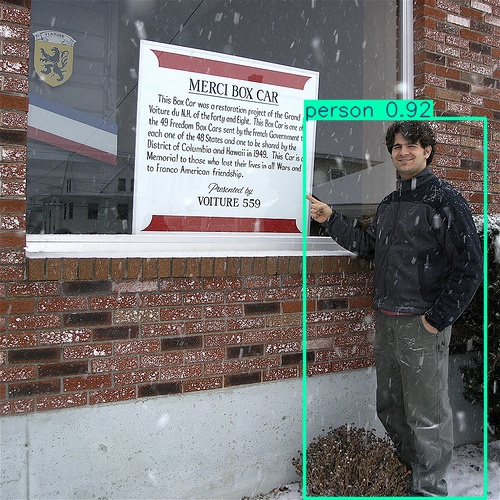 person 0.92
MERCI BOX CAR
This Box Car was a restoration project of the Grand
Voiture du N.H. of the forty and Eight. This Box Car is one of
the 49 Freedom Box Cars sent by the French Government to
each one of the 48 States and one to be shared by the
District of Columbia and Hawaii in 1949. This Car is a
Memorial to those who lost their lives in all Wars and
to Franco American friendship.
Presented by
VOITURE 559